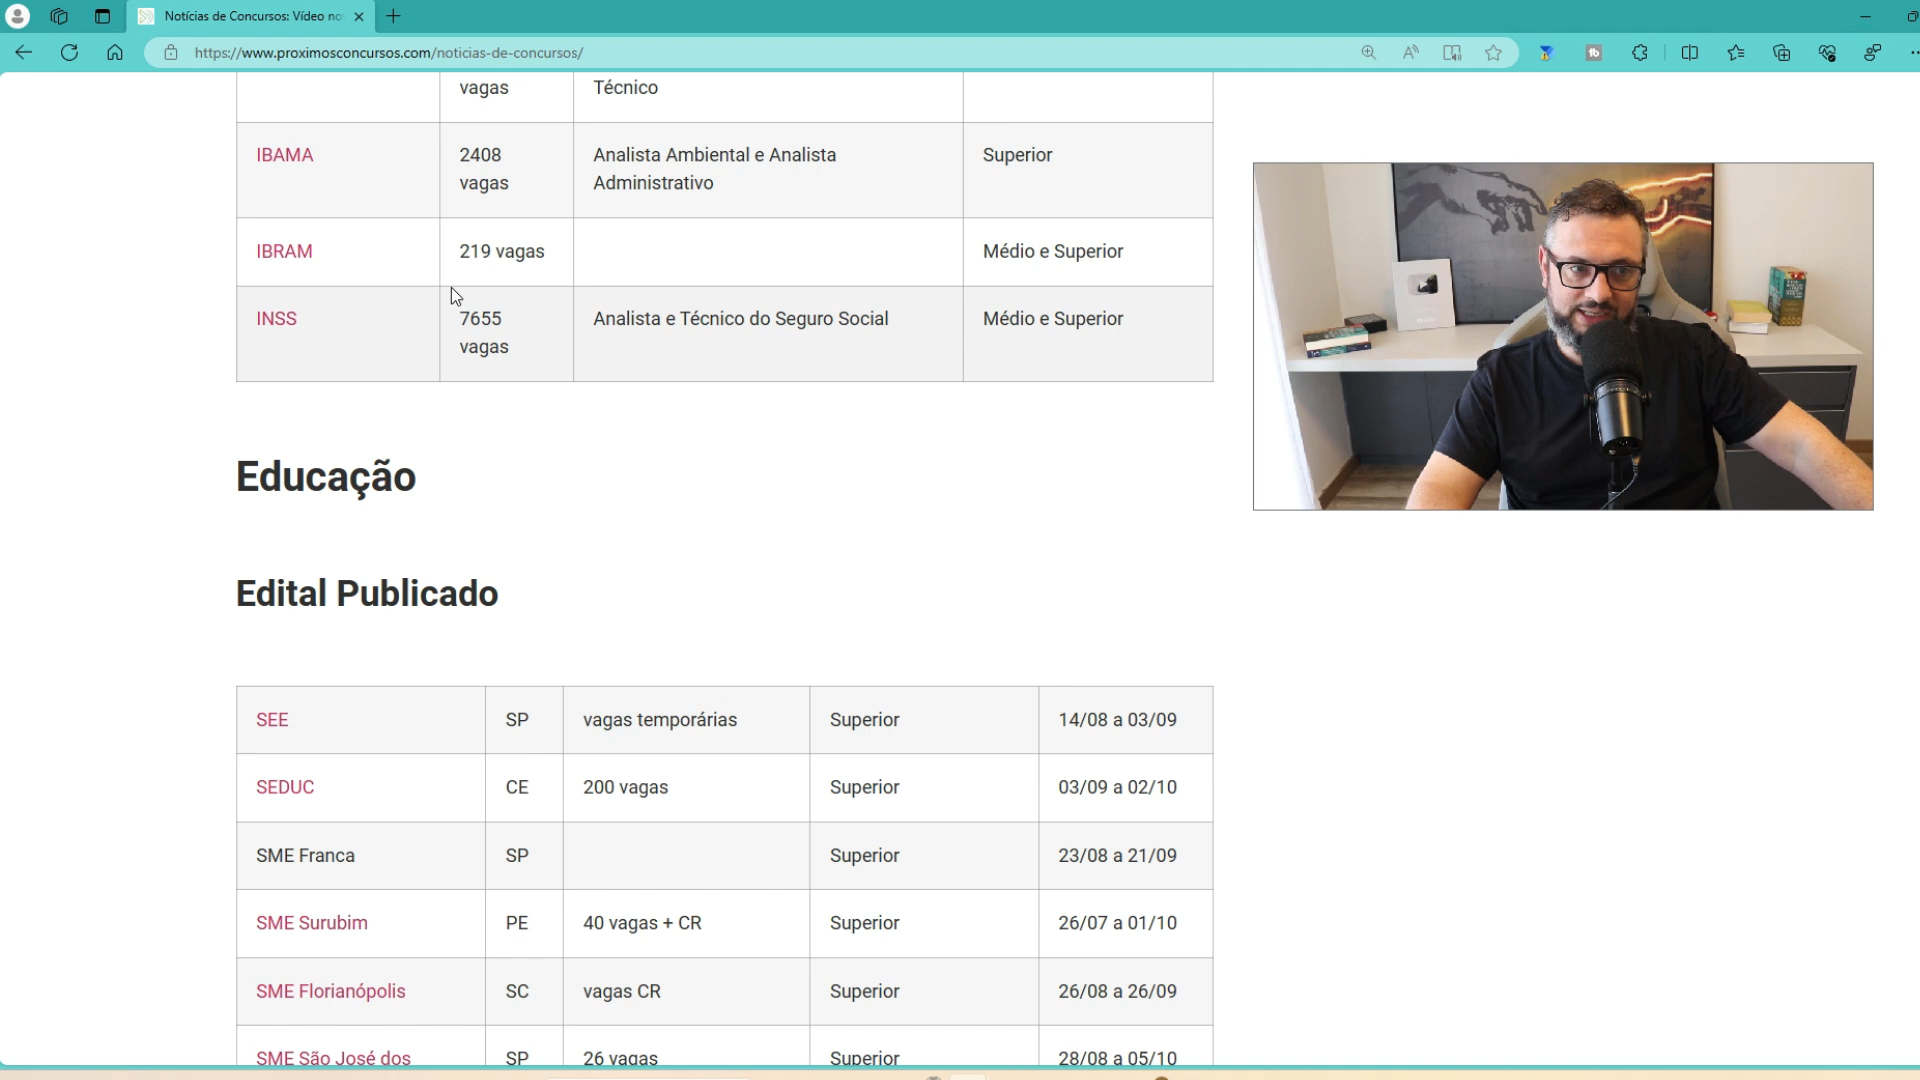 Notícias de Concursos: Vídeo no
https://www.proximosconcursos.com/noticias-de-concursos/
vagas Técnico
IBAMA 2408 vagas Analista Ambiental e Analista Administrativo Superior
IBRAM 219 vagas Médio e Superior
INSS 7655 vagas Analista e Técnico do Seguro Social Médio e Superior
Educação
Edital Publicado
SEE SP vagas temporárias Superior 14/08 a 03/09
SEDUC CE 200 vagas Superior 03/09 a 02/10
SME Franca SP Superior 23/08 a 21/09
SME Surubim PE 40 vagas + CR Superior 26/07 a 01/10
SME Florianópolis SC vagas CR Superior 26/08 a 26/09
SME São José dos SP 26 vagas Superior 28/08 a 05/10